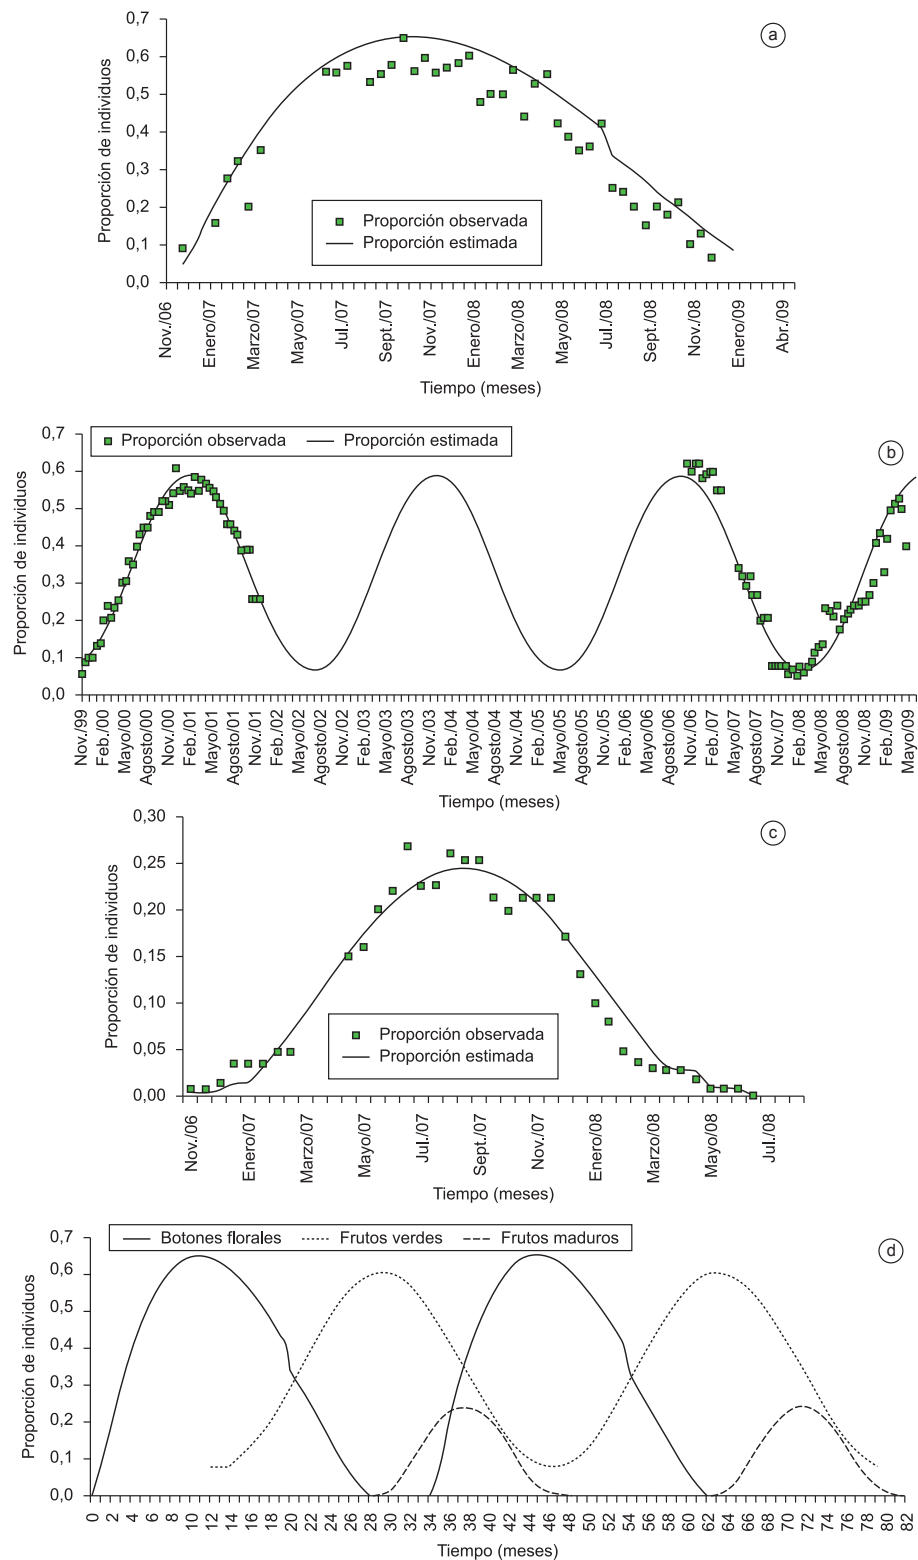 a
0,7
0,6
0,5
0,4
0,3
0,2
0,1
0,0
Proporción de individuos
Proporción observada
Proporción estimada
Nov./06
Enero/07
Marzo/07
Mayo/07
Jul./07
Sept./07
Nov./07
Enero/08
Marzo/08
Mayo/08
Jul./08
Sept./08
Nov./08
Enero/09
Abr./09
Tiempo (meses)
b
0,7
0,6
0,5
0,4
0,3
0,2
0,1
0,0
Proporción de individuos
Proporción observada
Proporción estimada
Nov./99
Feb./00
Mayo/00
Agosto/00
Nov./00
Feb./01
Mayo/01
Agosto/01
Nov./01
Feb./02
Mayo/02
Agosto/02
Nov./02
Feb./03
Mayo/03
Agosto/03
Nov./03
Feb./04
Mayo/04
Agosto/04
Nov./04
Feb./05
Mayo/05
Agosto/05
Nov./05
Feb./06
Mayo/06
Agosto/06
Nov./06
Feb./07
Mayo/07
Agosto/07
Nov./07
Feb./08
Mayo/08
Agosto/08
Nov./08
Feb./09
Mayo/09
Tiempo (meses)
c
0,30
0,25
0,20
0,15
0,10
0,05
0,00
Proporción de individuos
Proporción observada
Proporción estimada
Nov./06
Enero/07
Marzo/07
Mayo/07
Jul./07
Sept./07
Nov./07
Enero/08
Marzo/08
Mayo/08
Jul./08
Tiempo (meses)
d
0,7
0,6
0,5
0,4
0,3
0,2
0,1
0,0
Proporción de individuos
Botones florales
Frutos verdes
Frutos maduros
0
2
4
6
8
10
12
14
16
18
20
22
24
26
28
36
38
34
36
38
40
42
44
46
48
50
52
54
56
58
60
62
64
66
68
70
72
74
76
78
80
82
Tiempo (meses)